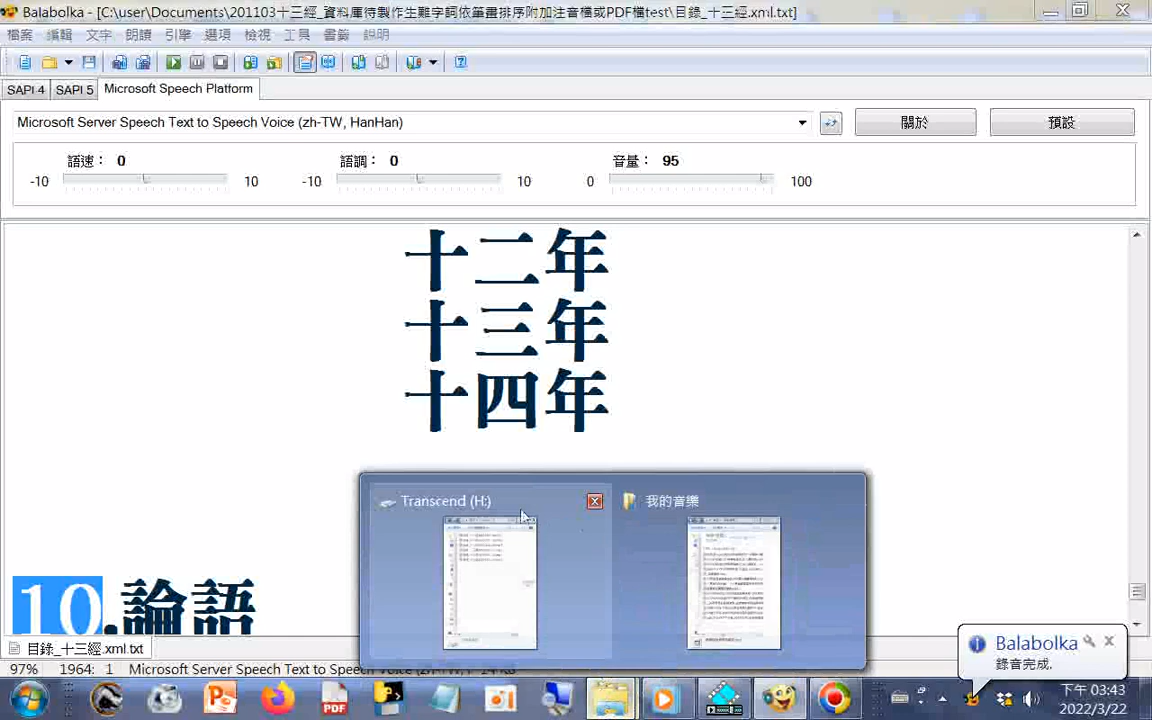 Balabolka - [C:\user\Documents\201103十三經_資料庫待製作生難字詞依筆畫排序附加注音檔或PDF檔test\目錄_十三經.xml.txt]
檔案 編輯 文字 朗讀 引擎 選項 檢視 工具 書籤 說明
SAPI 4 SAPI 5 Microsoft Speech Platform
Microsoft Server Speech Text to Speech Voice (zh-TW, HanHan) 關於 預設
語速： 0 語調： 0 音量： 95
-10 10 -10 10 0 100
十二年
十三年
十四年
Transcend (H:) 我的音樂
10.論語
目錄_十三經.xml.txt
Balabolka
錄音完成.
97% 1964: 1 Microsoft Server Speech Text to Speech
下午 03:43
2022/3/22